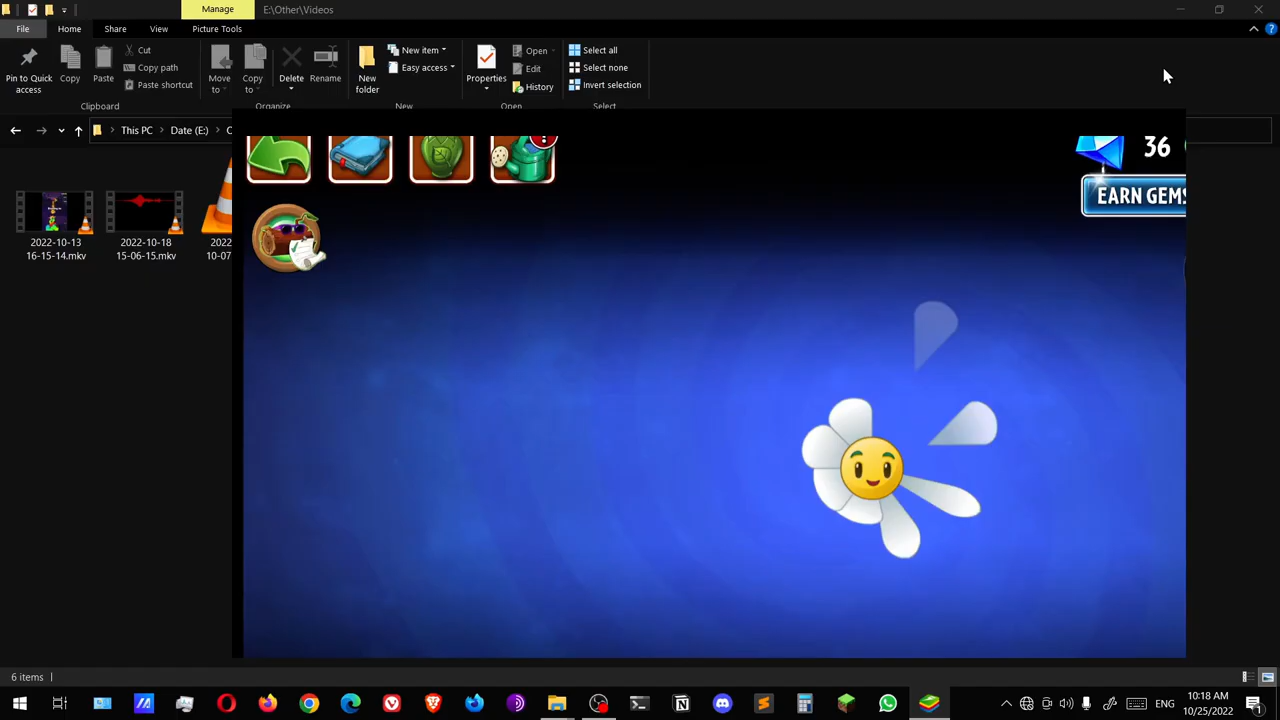 Manage
E:\Other\Videos
File
Home
Share
View
Picture Tools
Pin to Quick access
Copy
Paste
Cut
Copy path
Paste shortcut
Move to
Copy to
Delete
Rename
New folder
New item
Easy access
Properties
Open
Edit
History
Select all
Select none
Invert selection
Clipboard
Organize
New
Open
Select
This PC
Date (E:)
36
EARN GEMS
2022-10-13
16-15-14.mkv
2022-10-18
15-06-15.mkv
2022
10-07
6 items
ENG
10:18 AM
10/25/2022
1